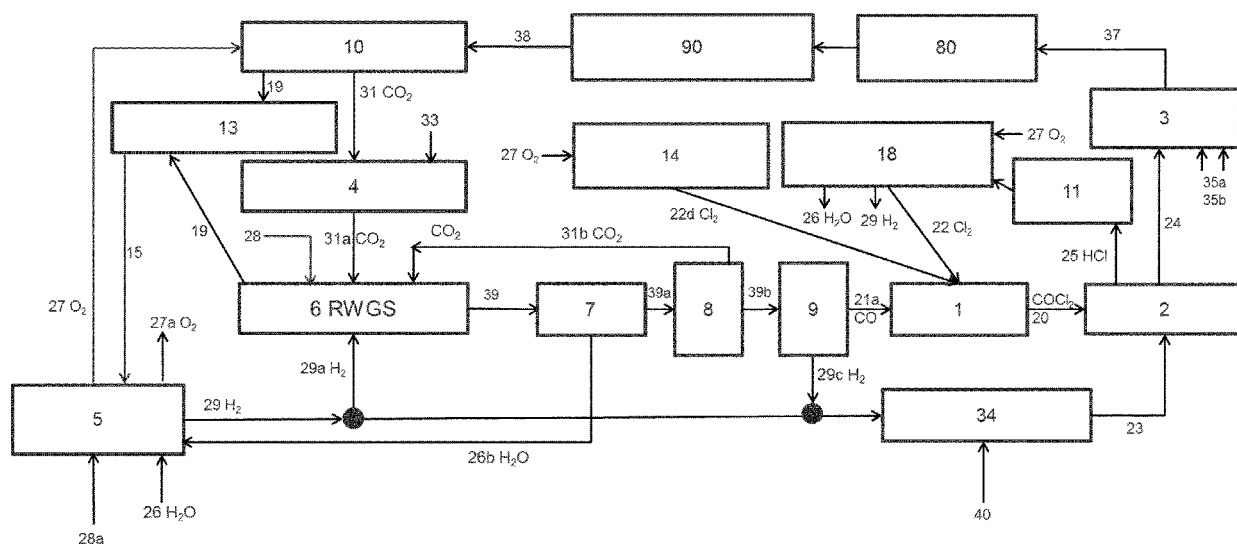 10
38
90
80
37
19
31 CO₂
3
13
33
27 O₂
14
18
27 O₂
4
11
35a
35b
22d Cl₂
26 H₂O
29 H₂
22 Cl₂
24
15
19
28
31a CO₂
CO₂
31b CO₂
25 HCl
27 O₂
27a O₂
6 RWGS
39
7
39a
8
39b
9
21a
CO
1
COCl₂
20
2
29a H₂
29c H₂
5
29 H₂
34
23
26b H₂O
28a
26 H₂O
40